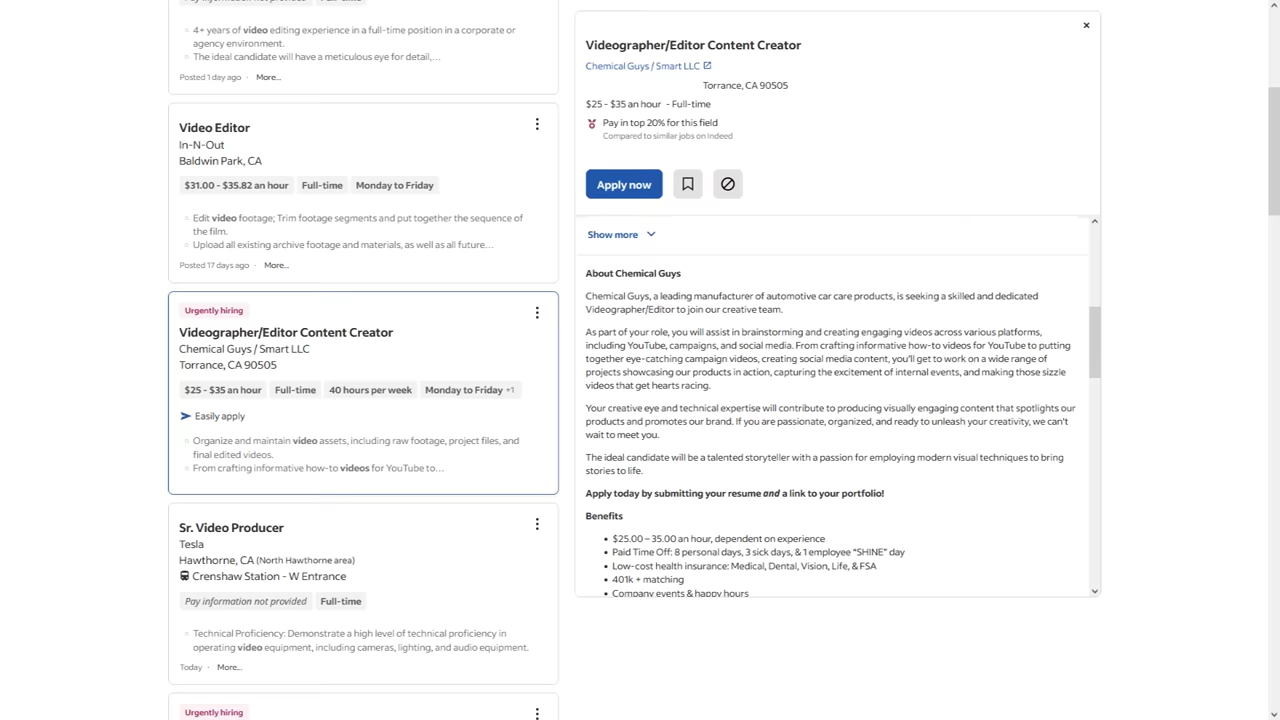 4+ years of video editing experience in a full-time position in a corporate or
agency environment.
The ideal candidate will have a meticulous eye for detail,...
Posted 1 day ago · More...
Video Editor
In-N-Out
Baldwin Park, CA
$31.00 - $35.82 an hour Full-time Monday to Friday
Edit video footage; Trim footage segments and put together the sequence of
the film.
Upload all existing archive footage and materials, as well as all future...
Posted 17 days ago · More...
Urgently hiring
Videographer/Editor Content Creator
Chemical Guys / Smart LLC
Torrance, CA 90505
$25 - $35 an hour Full-time 40 hours per week Monday to Friday +1
Easily apply
Organize and maintain video assets, including raw footage, project files, and
final edited videos.
From crafting informative how-to videos for YouTube to...
Sr. Video Producer
Tesla
Hawthorne, CA (North Hawthorne area)
Crenshaw Station - W Entrance
Pay information not provided Full-time
Technical Proficiency: Demonstrate a high level of technical proficiency in
operating video equipment, including cameras, lighting, and audio equipment.
Today · More...
Urgently hiring
Videographer/Editor Content Creator
Chemical Guys / Smart LLC
Torrance, CA 90505
$25 - $35 an hour - Full-time
Pay in top 20% for this field
Compared to similar jobs on Indeed
Apply now
Show more
About Chemical Guys
Chemical Guys, a leading manufacturer of automotive car care products, is seeking a skilled and dedicated
Videographer/Editor to join our creative team.
As part of your role, you will assist in brainstorming and creating engaging videos across various platforms,
including YouTube, campaigns, and social media. From crafting informative how-to videos for YouTube to putting
together eye-catching campaign videos, creating social media content, you'll get to work on a wide range of
projects showcasing our products in action, capturing the excitement of internal events, and making those sizzle
videos that get hearts racing.
Your creative eye and technical expertise will contribute to producing visually engaging content that spotlights our
products and promotes our brand. If you are passionate, organized, and ready to unleash your creativity, we can't
wait to meet you.
The ideal candidate will be a talented storyteller with a passion for employing modern visual techniques to bring
stories to life.
Apply today by submitting your resume and a link to your portfolio!
Benefits
• $25.00 – 35.00 an hour, dependent on experience
• Paid Time Off: 8 personal days, 3 sick days, & 1 employee "SHINE" day
• Low-cost health insurance: Medical, Dental, Vision, Life, & FSA
• 401k + matching
• Company events & happy hours